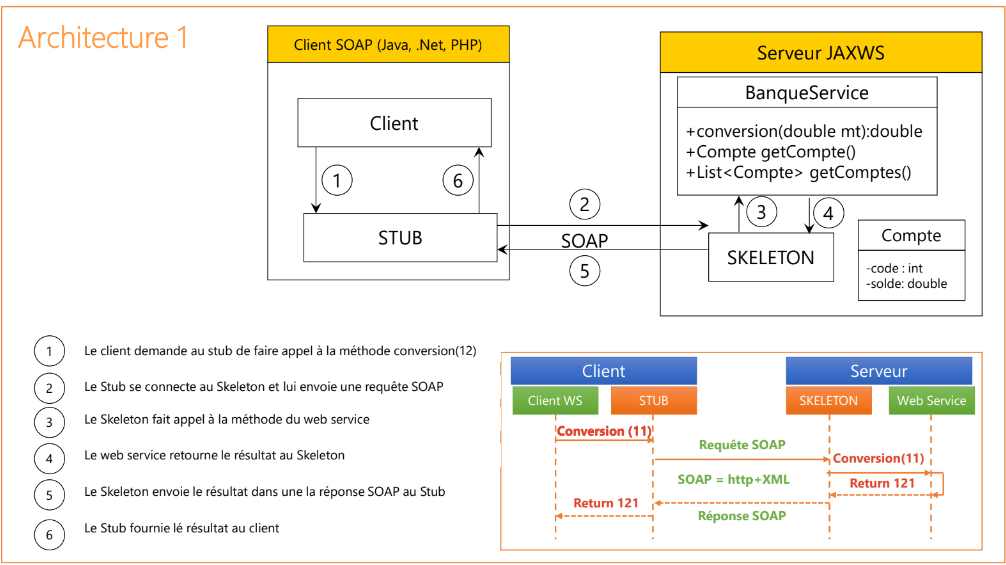 Architecture 1
Client SOAP (Java, .Net, PHP)
Client
1
6
STUB
2
SOAP
5
Serveur JAXWS
BanqueService
+conversion(double mt):double
+Compte getCompte()
+List<Compte> getComptes()
3
4
SKELETON
Compte
-code : int
-solde: double
1 Le client demande au stub de faire appel à la méthode conversion(12)
2 Le Stub se connecte au Skeleton et lui envoie une requête SOAP
3 Le Skeleton fait appel à la méthode du web service
4 Le web service retourne le résultat au Skeleton
5 Le Skeleton envoie le résultat dans une la réponse SOAP au Stub
6 Le Stub fournie lé résultat au client
Client
Serveur
Client WS
STUB
SKELETON
Web Service
Conversion (11)
Requête SOAP
Conversion(11)
SOAP = http+XML
Return 121
Return 121
Réponse SOAP